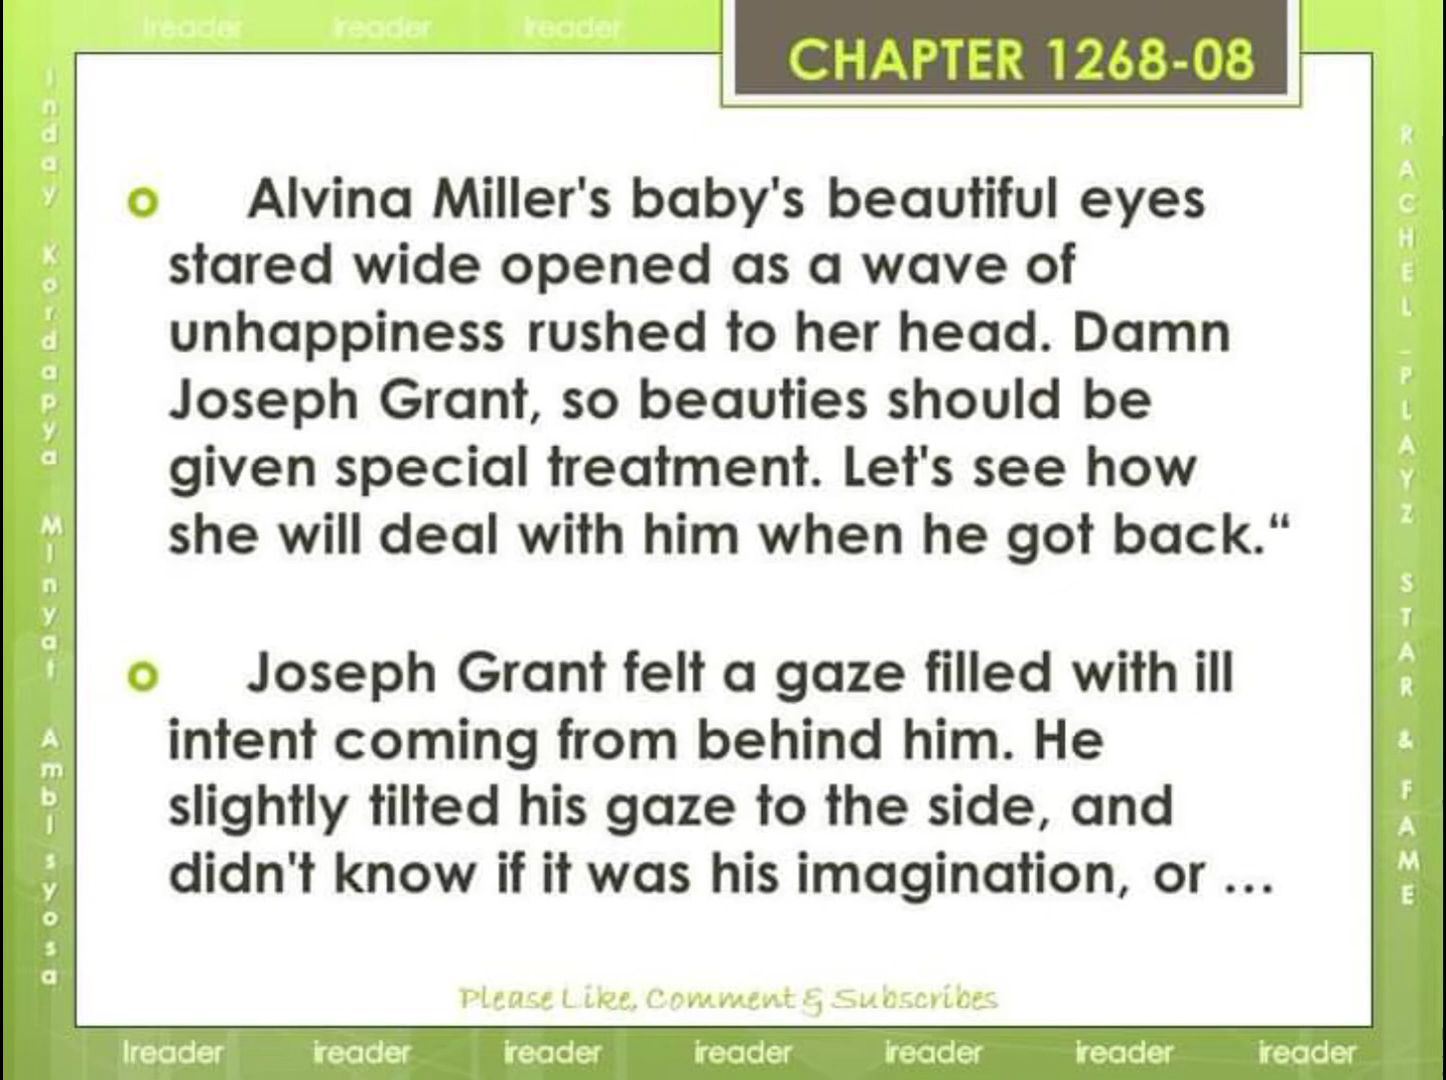 Ireader ireader ireader
CHAPTER 1268-08
o Alvina Miller's baby's beautiful eyes
stared wide opened as a wave of
unhappiness rushed to her head. Damn
Joseph Grant, so beauties should be
given special treatment. Let's see how
she will deal with him when he got back.“
o Joseph Grant felt a gaze filled with ill
intent coming from behind him. He
slightly tilted his gaze to the side, and
didn't know if it was his imagination, or ...
Please Like, Comment & Subscribes
Ireader ireader ireader ireader ireader ireader ireader
Inday Kordapya MInyat AmbIsyosa
RACHEL_PLAYZ STAR & FAME